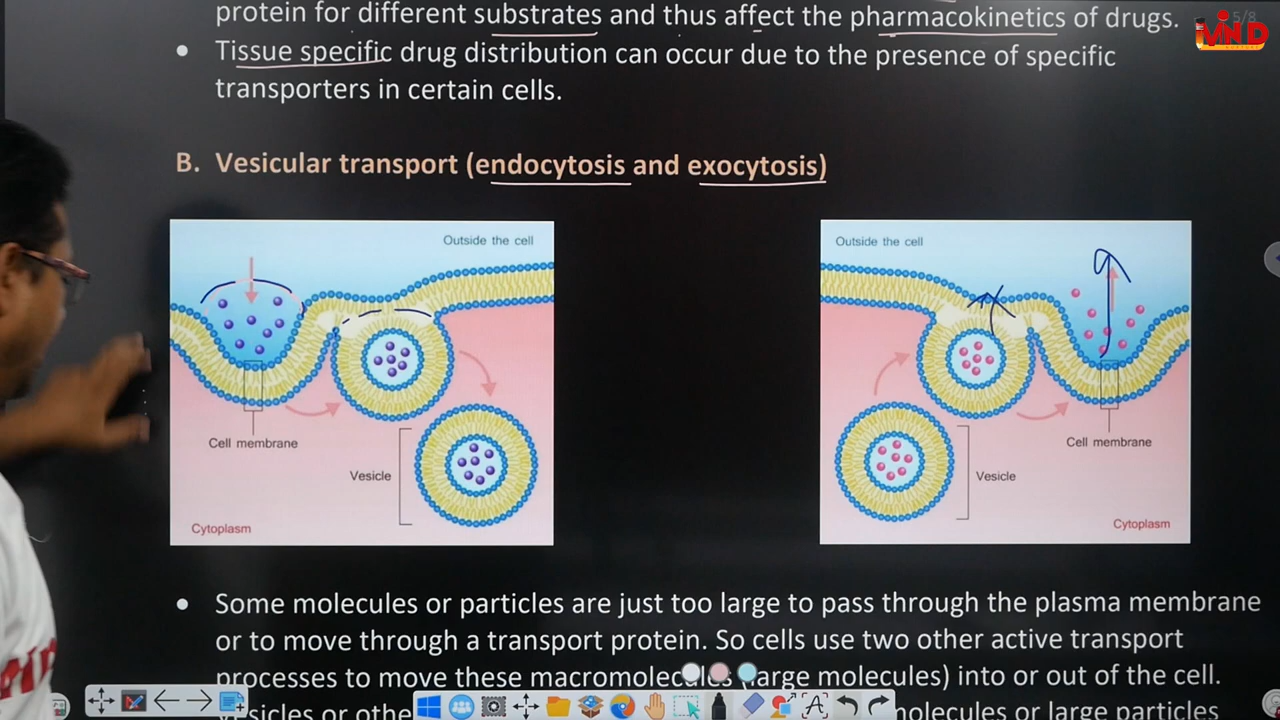 protein for different substrates and thus affect the pharmacokinetics of drugs.
5/8
MIND
• Tissue specific drug distribution can occur due to the presence of specific
transporters in certain cells.
B. Vesicular transport (endocytosis and exocytosis)
Outside the cell
Cell membrane
Vesicle
Cytoplasm
Outside the cell
Cell membrane
Vesicle
Cytoplasm
• Some molecules or particles are just too large to pass through the plasma membrane
or to move through a transport protein. So cells use two other active transport
processes to move these macromolecules (large molecules) into or out of the cell.
molecules or large particles